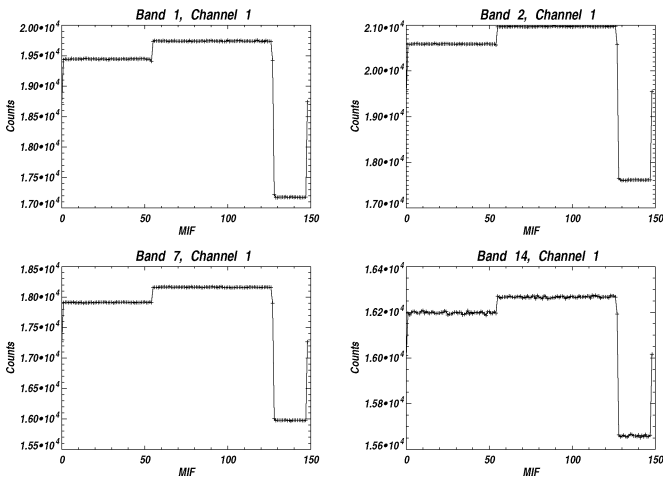 Band 1, Channel 1
2.00•10⁴
1.95•10⁴
1.90•10⁴
1.85•10⁴
1.80•10⁴
1.75•10⁴
1.70•10⁴
Counts
0 50 100 150
MIF
Band 2, Channel 1
2.10•10⁴
2.00•10⁴
1.90•10⁴
1.80•10⁴
1.70•10⁴
Counts
0 50 100 150
MIF
Band 7, Channel 1
1.85•10⁴
1.80•10⁴
1.75•10⁴
1.70•10⁴
1.65•10⁴
1.60•10⁴
1.55•10⁴
Counts
0 50 100 150
MIF
Band 14, Channel 1
1.64•10⁴
1.62•10⁴
1.60•10⁴
1.58•10⁴
1.56•10⁴
Counts
0 50 100 150
MIF